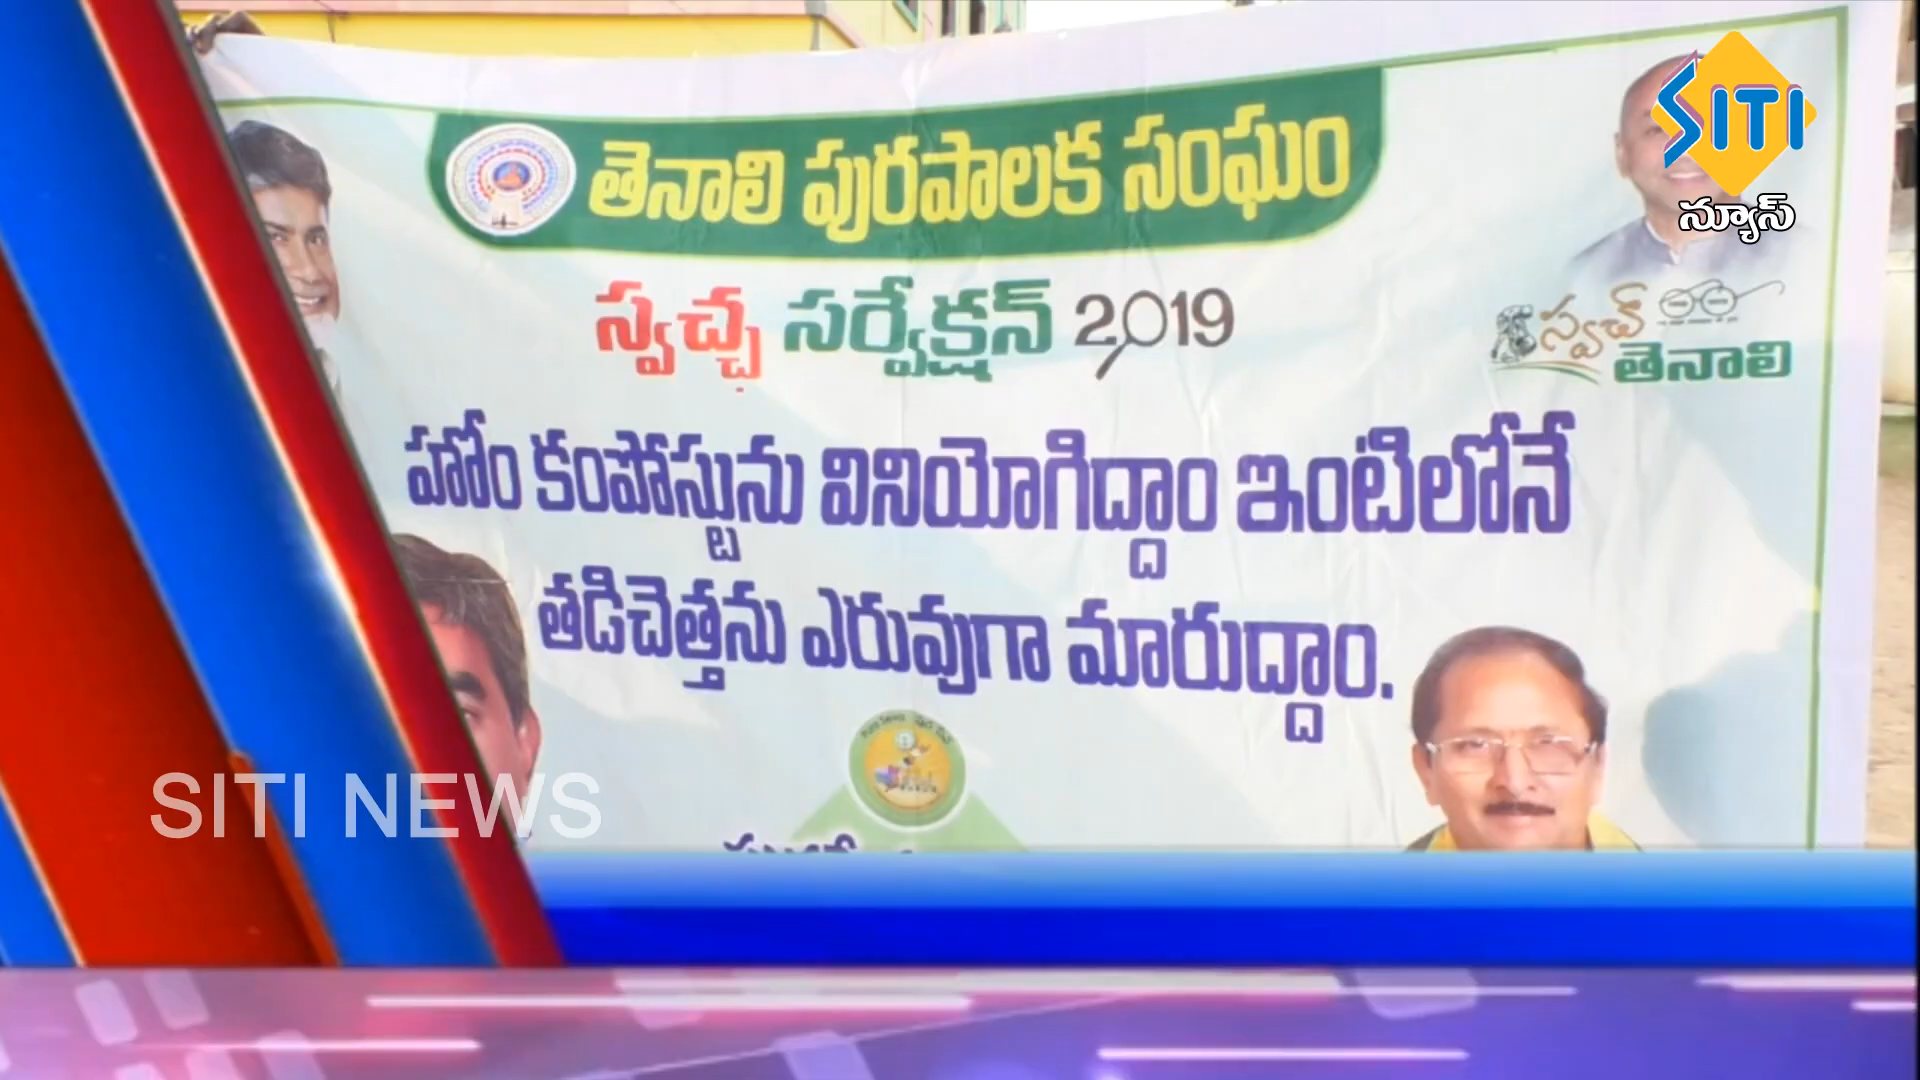 SITI
న్యూస్
తెనాలి పురపాలక సంఘం
స్వచ్ఛ సర్వేక్షన్ 2019
స్వచ్
తెనాలి
హోం కంపోస్టును వినియోగిద్దాం ఇంటిలోనే
తడిచెత్తను ఎరువుగా మారుద్దాం.
SITI NEWS